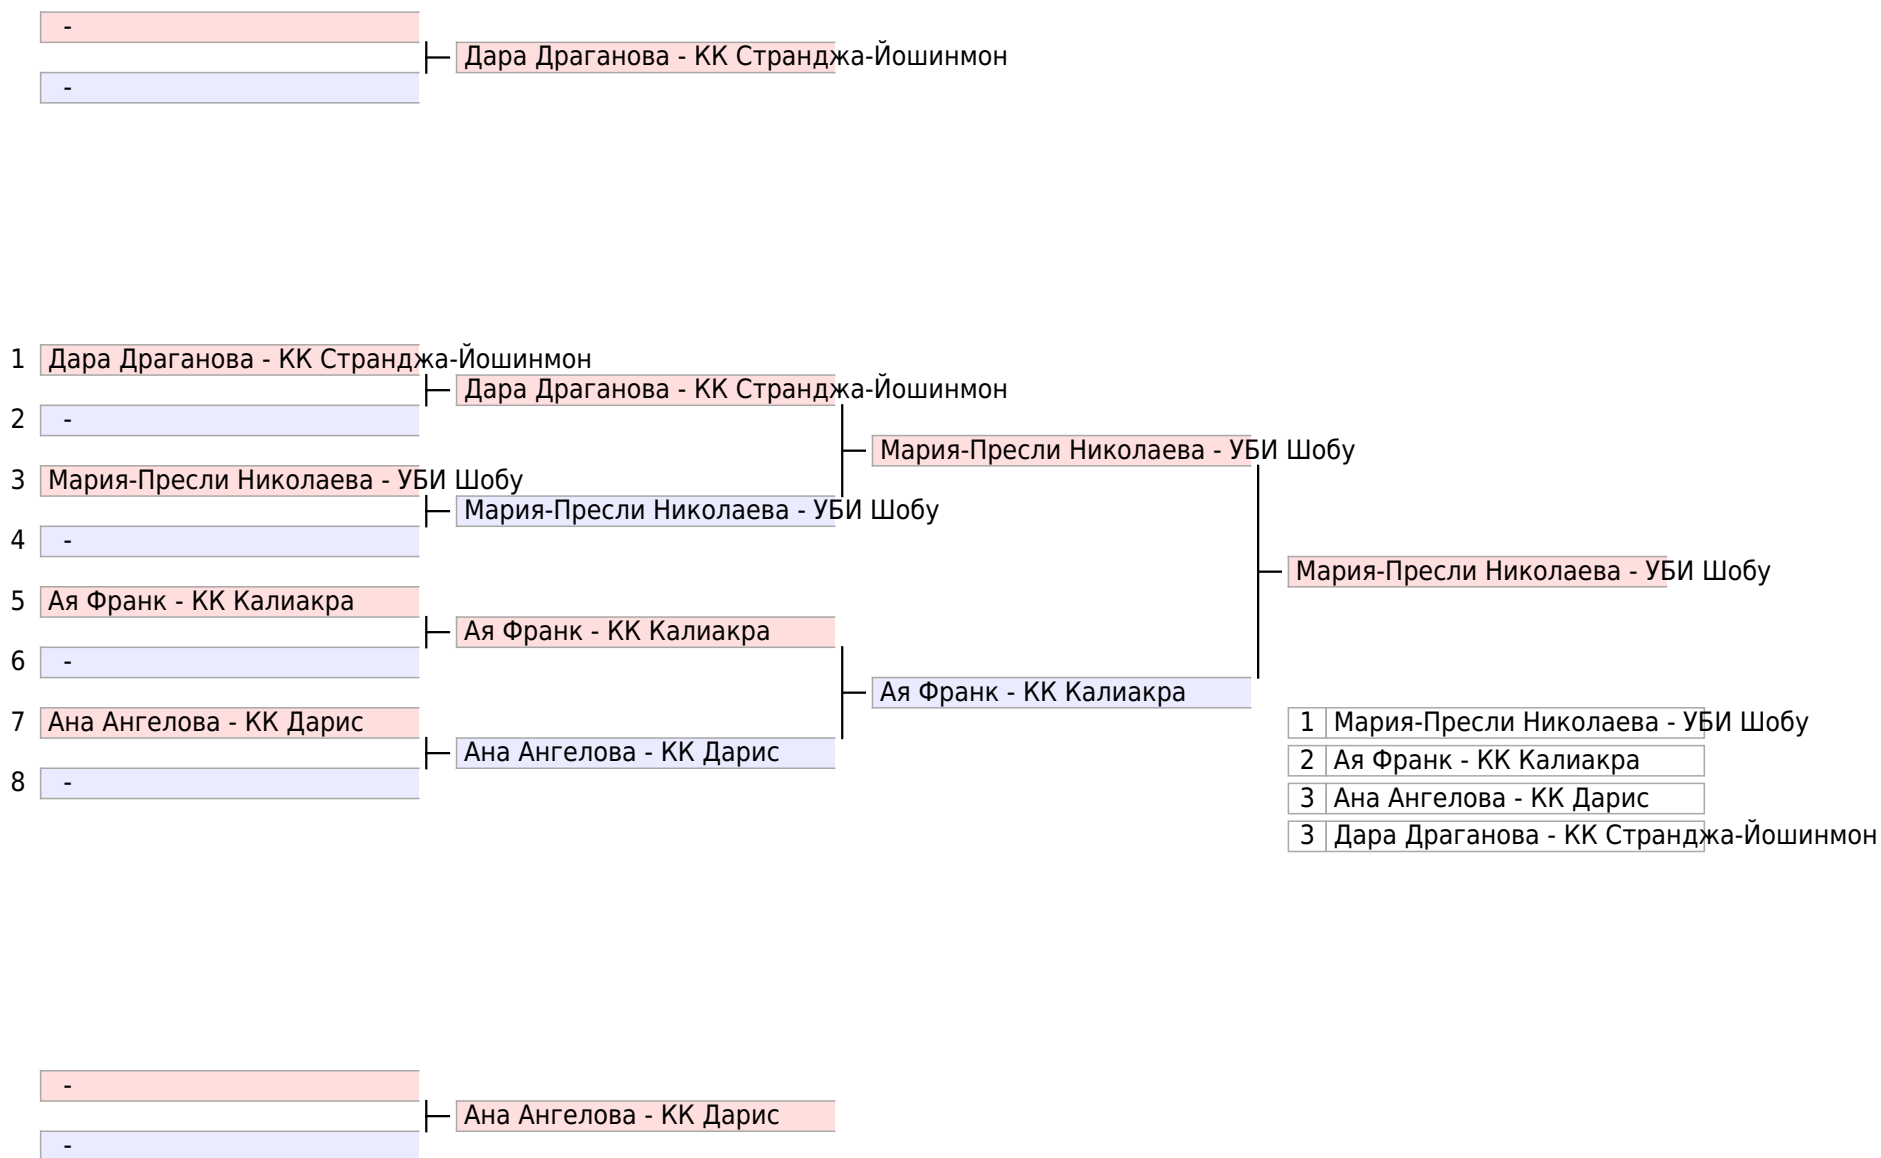 -
Дара Драганова - КК Странджа-Йошинмон
-
1 Дара Драганова - КК Странджа-Йошинмон
Дара Драганова - КК Странджа-Йошинмон
2 -
Мария-Пресли Николаева - УБИ Шобу
3 Мария-Пресли Николаева - УБИ Шобу
Мария-Пресли Николаева - УБИ Шобу
4 -
Мария-Пресли Николаева - УБИ Шобу
5 Ая Франк - КК Калиакра
Ая Франк - КК Калиакра
6 -
Ая Франк - КК Калиакра
7 Ана Ангелова - КК Дарис
Ана Ангелова - КК Дарис
8 -
1 Мария-Пресли Николаева - УБИ Шобу
2 Ая Франк - КК Калиакра
3 Ана Ангелова - КК Дарис
3 Дара Драганова - КК Странджа-Йошинмон
-
Ана Ангелова - КК Дарис
-